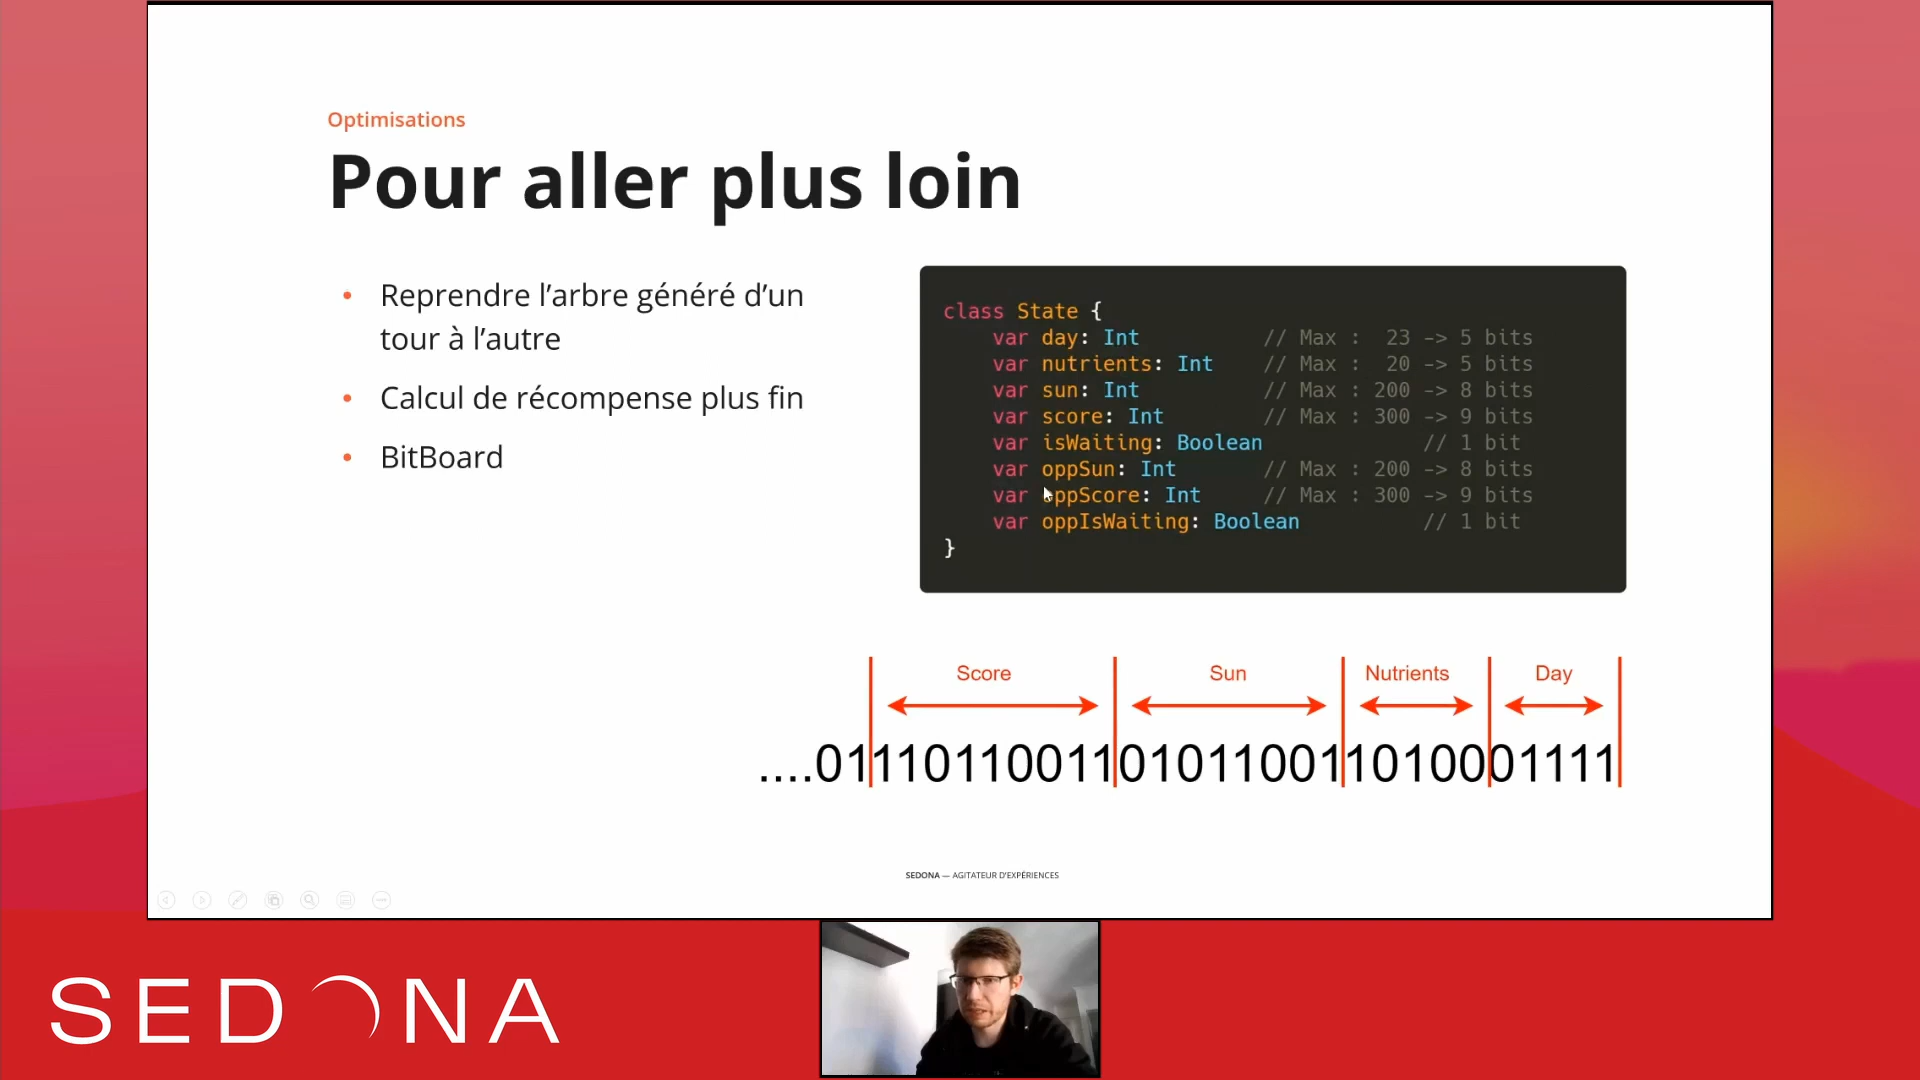 Optimisations
Pour aller plus loin
• Reprendre l’arbre généré d’un
tour à l’autre
• Calcul de récompense plus fin
• BitBoard
class State {
    var day: Int          // Max :  23 -> 5 bits
    var nutrients: Int    // Max :  20 -> 5 bits
    var sun: Int          // Max : 200 -> 8 bits
    var score: Int        // Max : 300 -> 9 bits
    var isWaiting: Boolean             // 1 bit
    var oppSun: Int       // Max : 200 -> 8 bits
    var oppScore: Int     // Max : 300 -> 9 bits
    var oppIsWaiting: Boolean          // 1 bit
}
Score Sun Nutrients Day
....01110110011010110011010001111
SEDONA — AGITATEUR D'EXPÉRIENCES
SEDONA